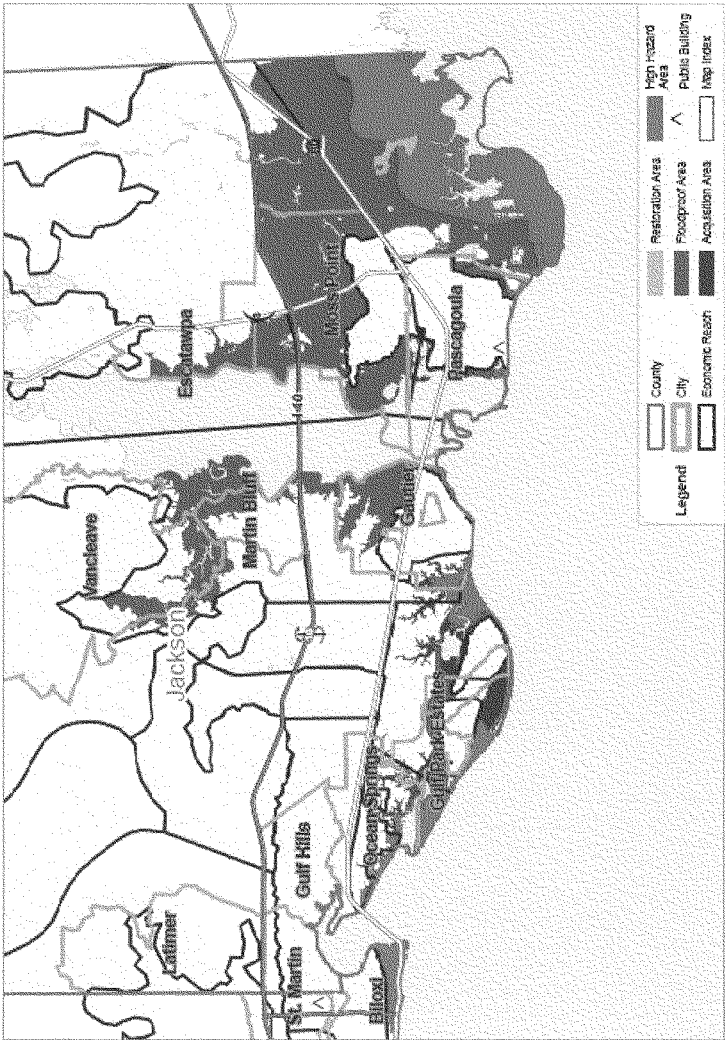 Vancleave
Escatawpa
Latimer
Jackson
Martin Bluff
Moss Point
I-10
St. Martin
Gulf Hills
Biloxi
Ocean Springs
Gulf Park Estates
Gautier
Pascagoula
Legend
County
City
Economic Reach
Restoration Area
Floodproof Area
Acquisition Area
High Hazard
Area
Public Building
Map Index